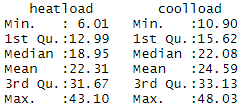 heatload coolload
Min. : 6.01 Min. :10.90
1st Qu.:12.99 1st Qu.:15.62
Median :18.95 Median :22.08
Mean :22.31 Mean :24.59
3rd Qu.:31.67 3rd Qu.:33.13
Max. :43.10 Max. :48.03